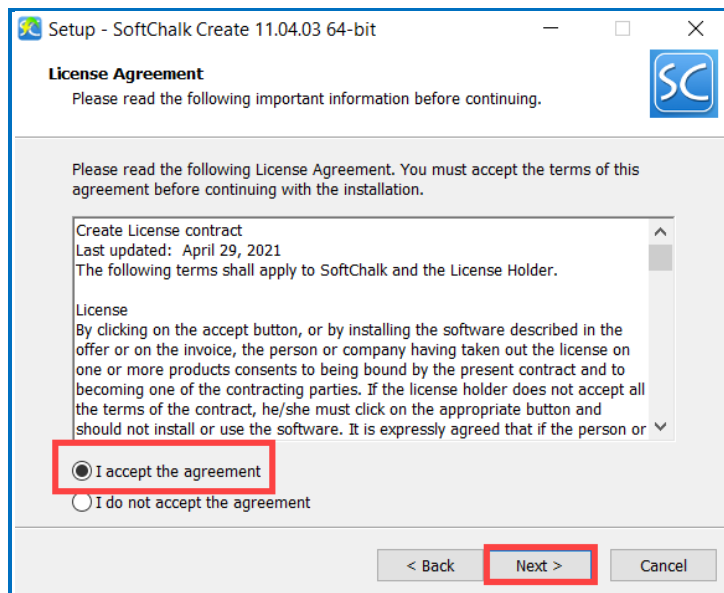 Setup - SoftChalk Create 11.04.03 64-bit
License Agreement
Please read the following important information before continuing.
SC
Please read the following License Agreement. You must accept the terms of this
agreement before continuing with the installation.
Create License contract
Last updated: April 29, 2021
The following terms shall apply to SoftChalk and the License Holder.
License
By clicking on the accept button, or by installing the software described in the
offer or on the invoice, the person or company having taken out the license on
one or more products consents to being bound by the present contract and to
becoming one of the contracting parties. If the license holder does not accept all
the terms of the contract, he/she must click on the appropriate button and
should not install or use the software. It is expressly agreed that if the person or
I accept the agreement
I do not accept the agreement
< Back Next > Cancel